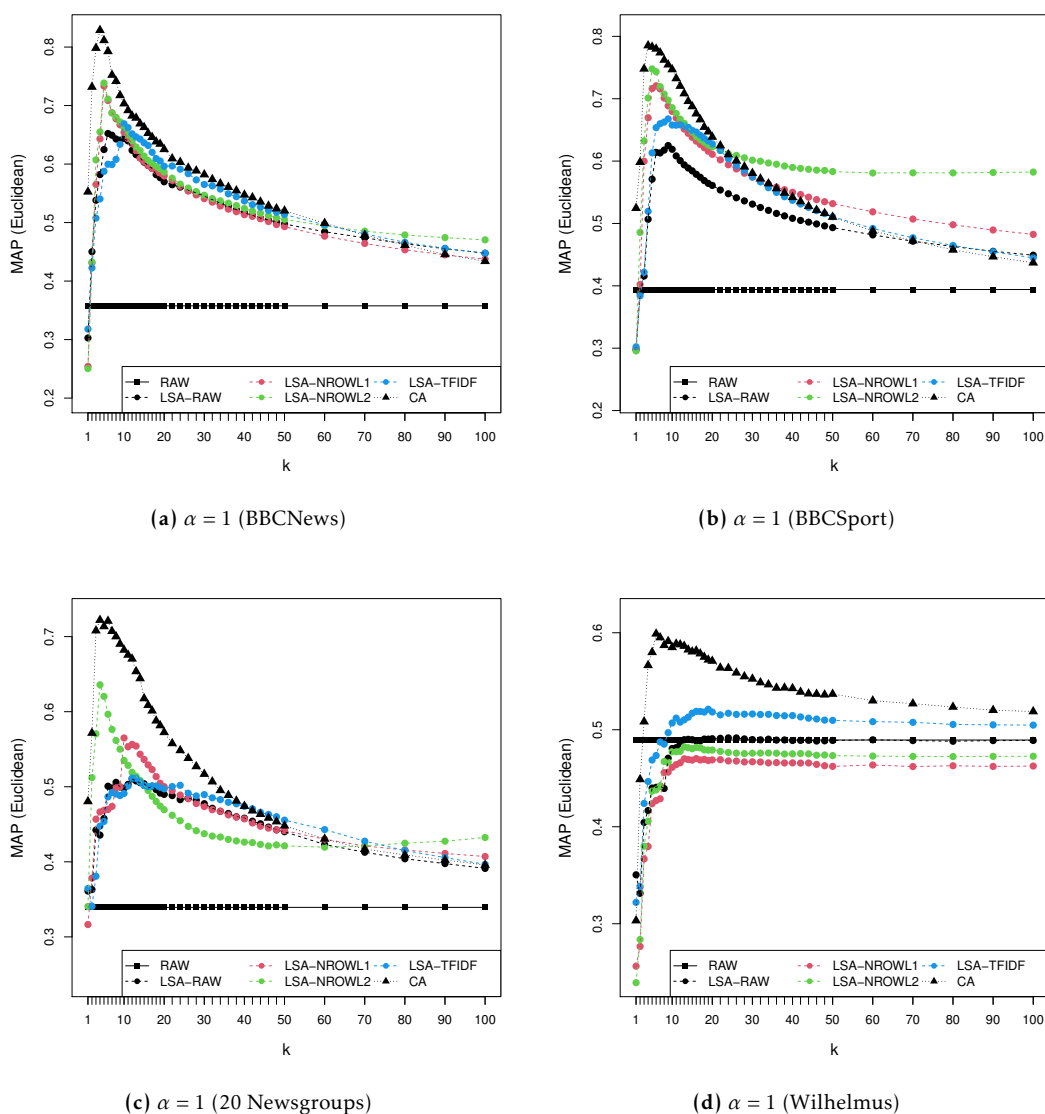 MAP (Euclidean)
0.2 0.3 0.4 0.5 0.6 0.7 0.8
RAW
LSA−RAW
LSA−NROWL1
LSA−NROWL2
LSA−TFIDF
CA
1 10 20 30 40 50 60 70 80 90 100
k
(a) α = 1 (BBCNews)
MAP (Euclidean)
0.2 0.3 0.4 0.5 0.6 0.7 0.8
RAW
LSA−RAW
LSA−NROWL1
LSA−NROWL2
LSA−TFIDF
CA
1 10 20 30 40 50 60 70 80 90 100
k
(b) α = 1 (BBCSport)
MAP (Euclidean)
0.3 0.4 0.5 0.6 0.7
RAW
LSA−RAW
LSA−NROWL1
LSA−NROWL2
LSA−TFIDF
CA
1 10 20 30 40 50 60 70 80 90 100
k
(c) α = 1 (20 Newsgroups)
MAP (Euclidean)
0.3 0.4 0.5 0.6
RAW
LSA−RAW
LSA−NROWL1
LSA−NROWL2
LSA−TFIDF
CA
1 10 20 30 40 50 60 70 80 90 100
k
(d) α = 1 (Wilhelmus)